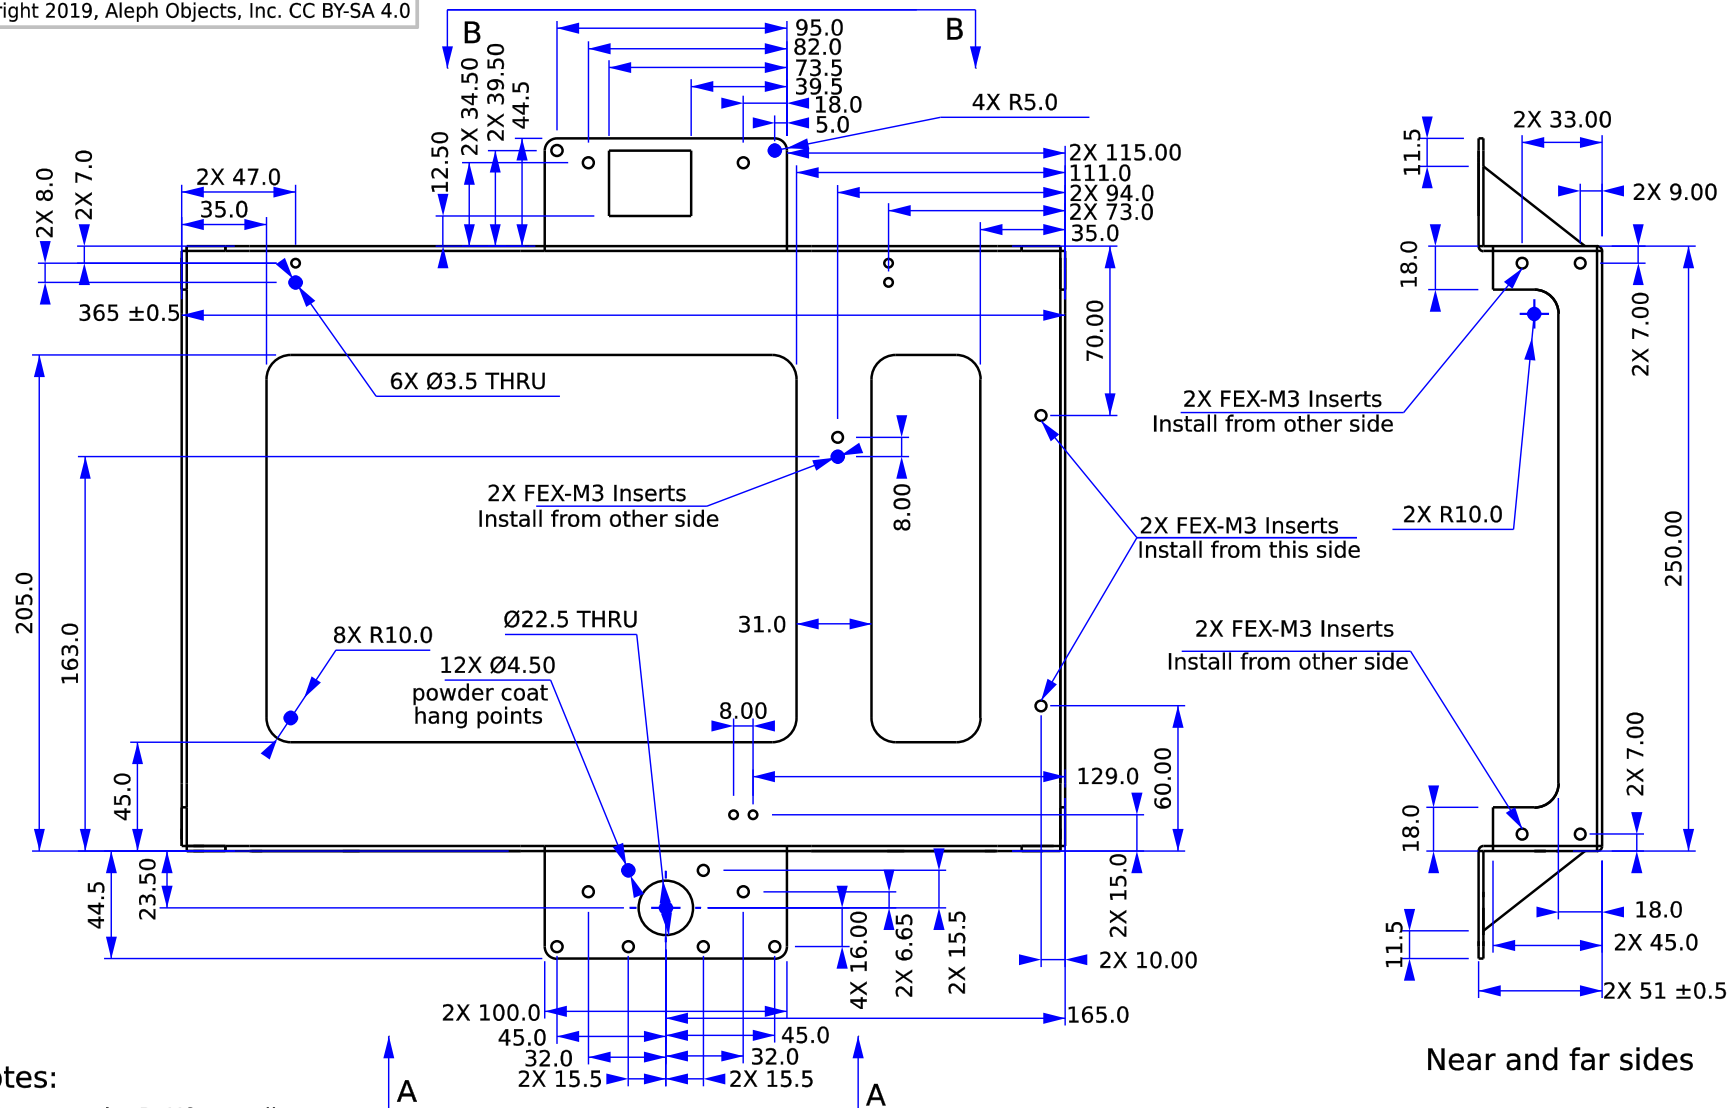 right 2019, Aleph Objects, Inc. CC BY-SA 4.0
B
B
95.0
82.0
73.5
39.5
18.0
5.0
2X 34.50
2X 39.50
44.5
12.50
4X R5.0
2X 115.00
111.0
2X 94.0
2X 73.0
35.0
2X 8.0
2X 7.0
2X 47.0
35.0
365 ±0.5
70.00
6X Ø3.5 THRU
2X FEX-M3 Inserts
Install from other side
8.00
2X FEX-M3 Inserts
Install from this side
205.0
163.0
31.0
8X R10.0
Ø22.5 THRU
12X Ø4.50
powder coat
hang points
8.00
129.0
60.00
45.0
44.5
23.50
4X 16.00
2X 6.65
2X 15.5
2X 15.0
2X 10.00
2X 100.0
165.0
45.0
45.0
32.0
32.0
2X 15.5
2X 15.5
A
A
11.5
2X 33.00
2X 9.00
18.0
2X 7.00
2X FEX-M3 Inserts
Install from other side
2X R10.0
250.00
2X FEX-M3 Inserts
Install from other side
2X 7.00
18.0
18.0
11.5
2X 45.0
2X 51 ±0.5
Near and far sides
otes: